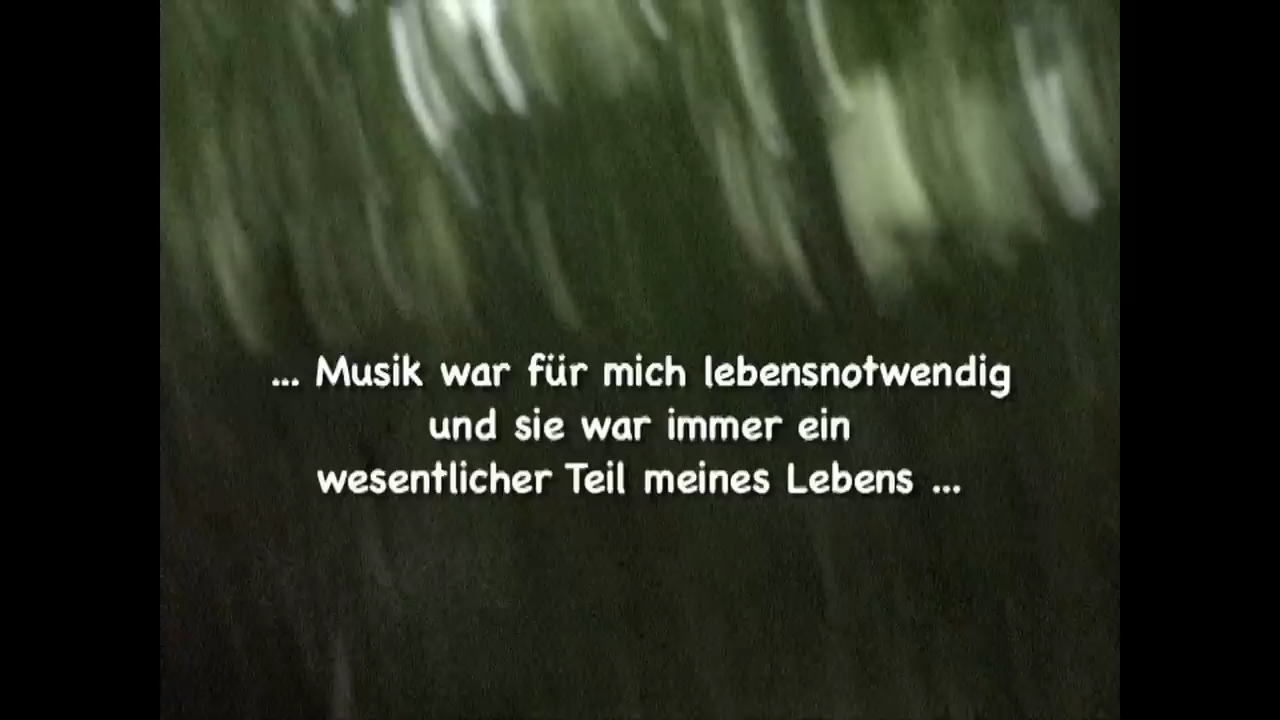 ... Musik war für mich lebensnotwendig
und sie war immer ein
wesentlicher Teil meines Lebens ...